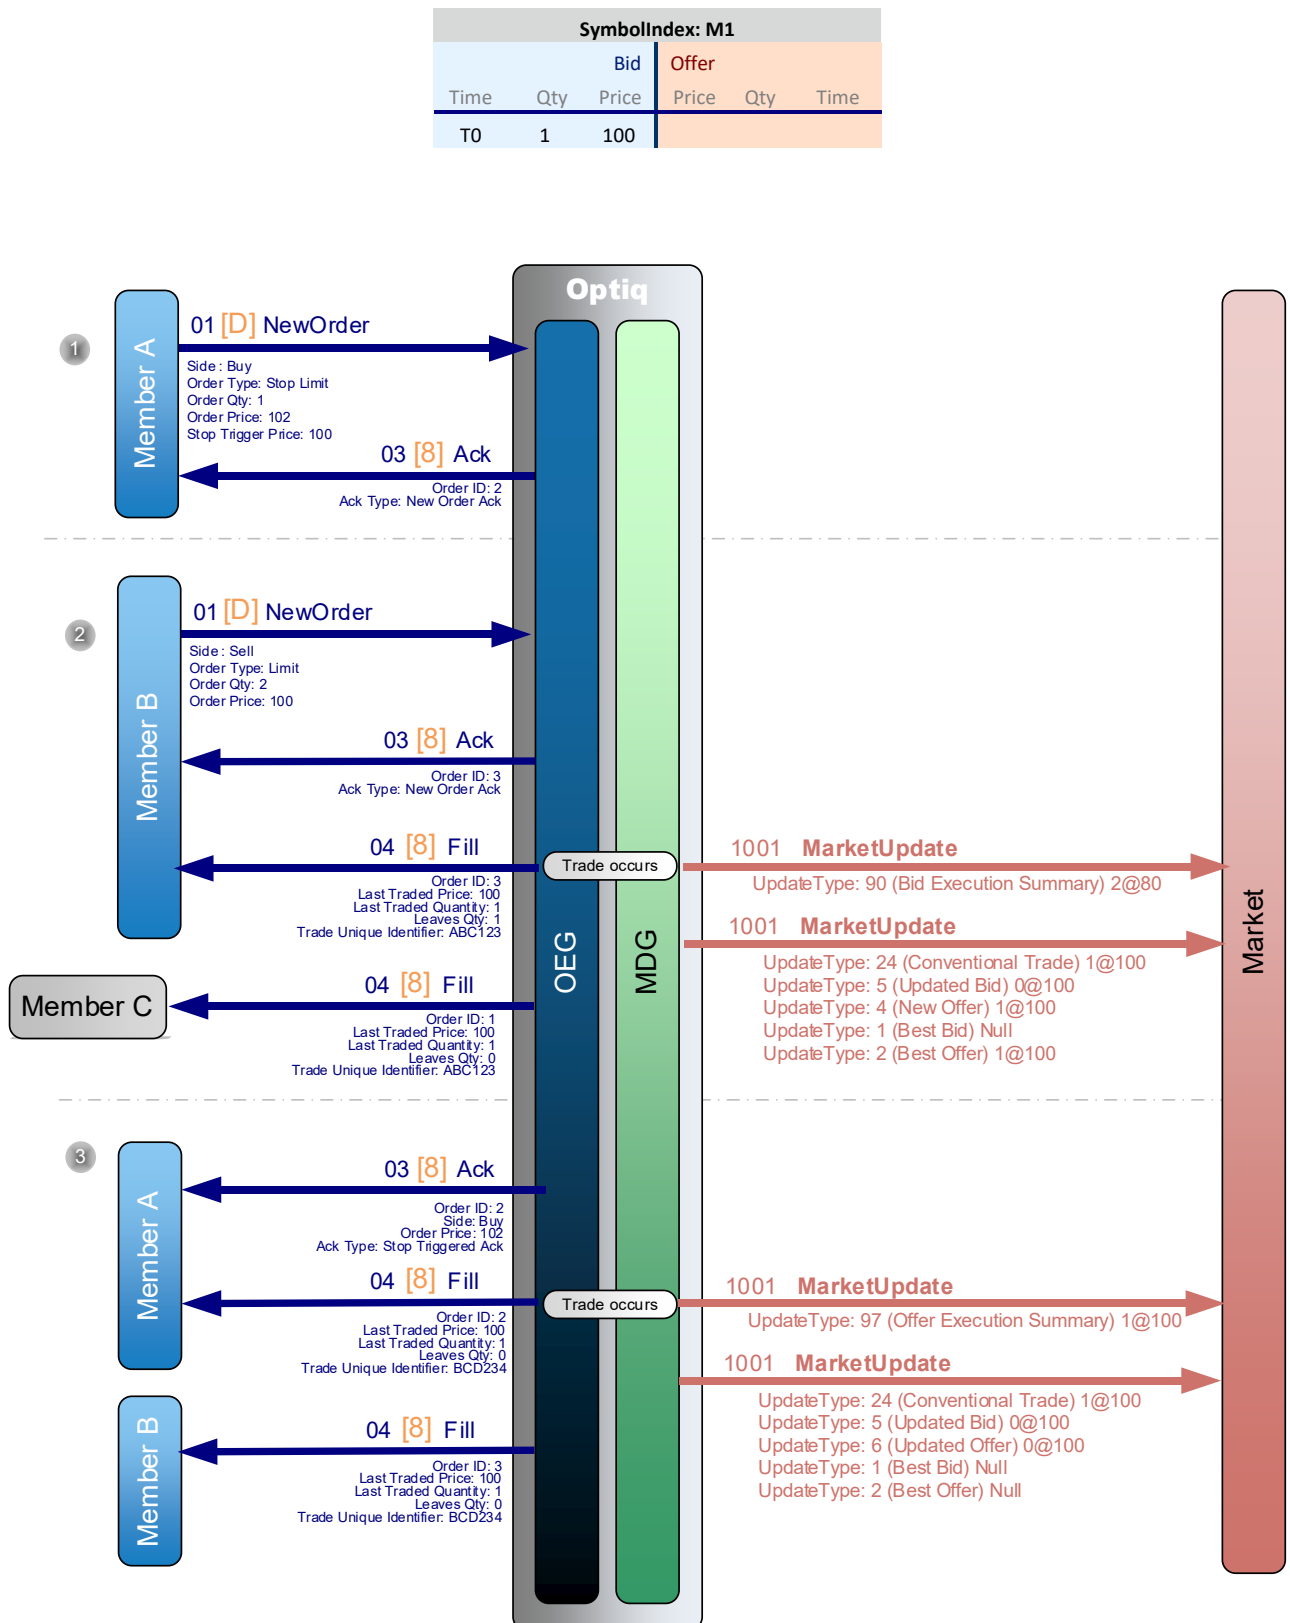 SymbolIndex: M1
Bid Offer
Time Qty Price Price Qty Time
T0 1 100
Optiq
1
Member A
01 [D] NewOrder
Side : Buy
Order Type: Stop Limit
Order Qty: 1
Order Price: 102
Stop Trigger Price: 100
03 [8] Ack
Order ID: 2
Ack Type: New Order Ack
2
Member B
01 [D] NewOrder
Side : Sell
Order Type: Limit
Order Qty: 2
Order Price: 100
03 [8] Ack
Order ID: 3
Ack Type: New Order Ack
04 [8] Fill
Trade occurs
Order ID: 3
Last Traded Price: 100
Last Traded Quantity: 1
Leaves Qty: 1
Trade Unique Identifier: ABC123
1001 MarketUpdate
UpdateType: 90 (Bid Execution Summary) 2@80
1001 MarketUpdate
UpdateType: 24 (Conventional Trade) 1@100
UpdateType: 5 (Updated Bid) 0@100
UpdateType: 4 (New Offer) 1@100
UpdateType: 1 (Best Bid) Null
UpdateType: 2 (Best Offer) 1@100
OEG
MDG
Market
Member C
04 [8] Fill
Order ID: 1
Last Traded Price: 100
Last Traded Quantity: 1
Leaves Qty: 0
Trade Unique Identifier: ABC123
3
Member A
03 [8] Ack
Order ID: 2
Side: Buy
Order Price: 102
Ack Type: Stop Triggered Ack
04 [8] Fill
Trade occurs
Order ID: 2
Last Traded Price: 100
Last Traded Quantity: 1
Leaves Qty: 0
Trade Unique Identifier: BCD234
1001 MarketUpdate
UpdateType: 97 (Offer Execution Summary) 1@100
1001 MarketUpdate
UpdateType: 24 (Conventional Trade) 1@100
UpdateType: 5 (Updated Bid) 0@100
UpdateType: 6 (Updated Offer) 0@100
UpdateType: 1 (Best Bid) Null
UpdateType: 2 (Best Offer) Null
Member B
04 [8] Fill
Order ID: 3
Last Traded Price: 100
Last Traded Quantity: 1
Leaves Qty: 0
Trade Unique Identifier: BCD234